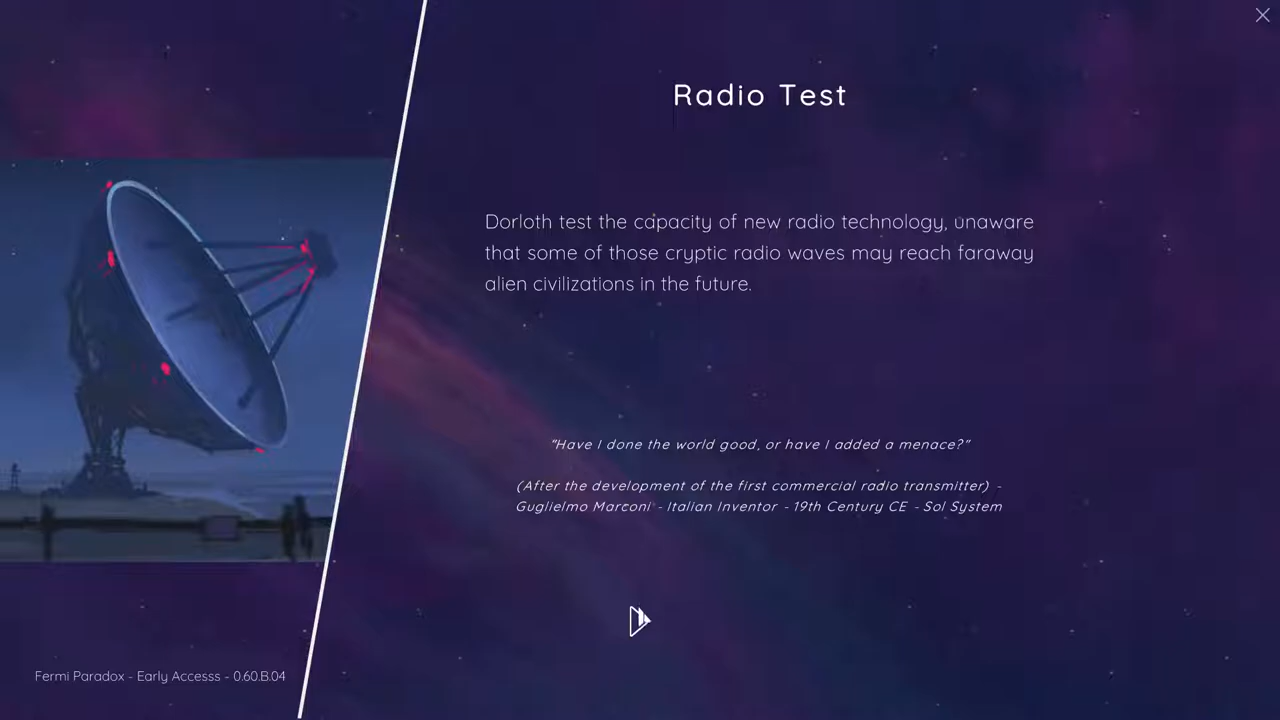 Radio Test
Dorloth test the capacity of new radio technology, unaware
that some of those cryptic radio waves may reach faraway
alien civilizations in the future.
"Have I done the world good, or have I added a menace?"
(After the development of the first commercial radio transmitter) -
Guglielmo Marconi - Italian Inventor - 19th Century CE - Sol System
Fermi Paradox - Early Accesss - 0.60.B.04